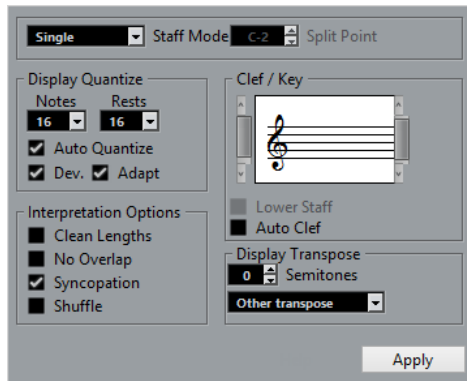 Single Staff Mode C-2 Split Point
Display Quantize
Notes Rests
16 16
Auto Quantize
Dev. Adapt
Interpretation Options
Clean Lengths
No Overlap
Syncopation
Shuffle
Clef / Key
Lower Staff
Auto Clef
Display Transpose
0 Semitones
Other transpose
Apply